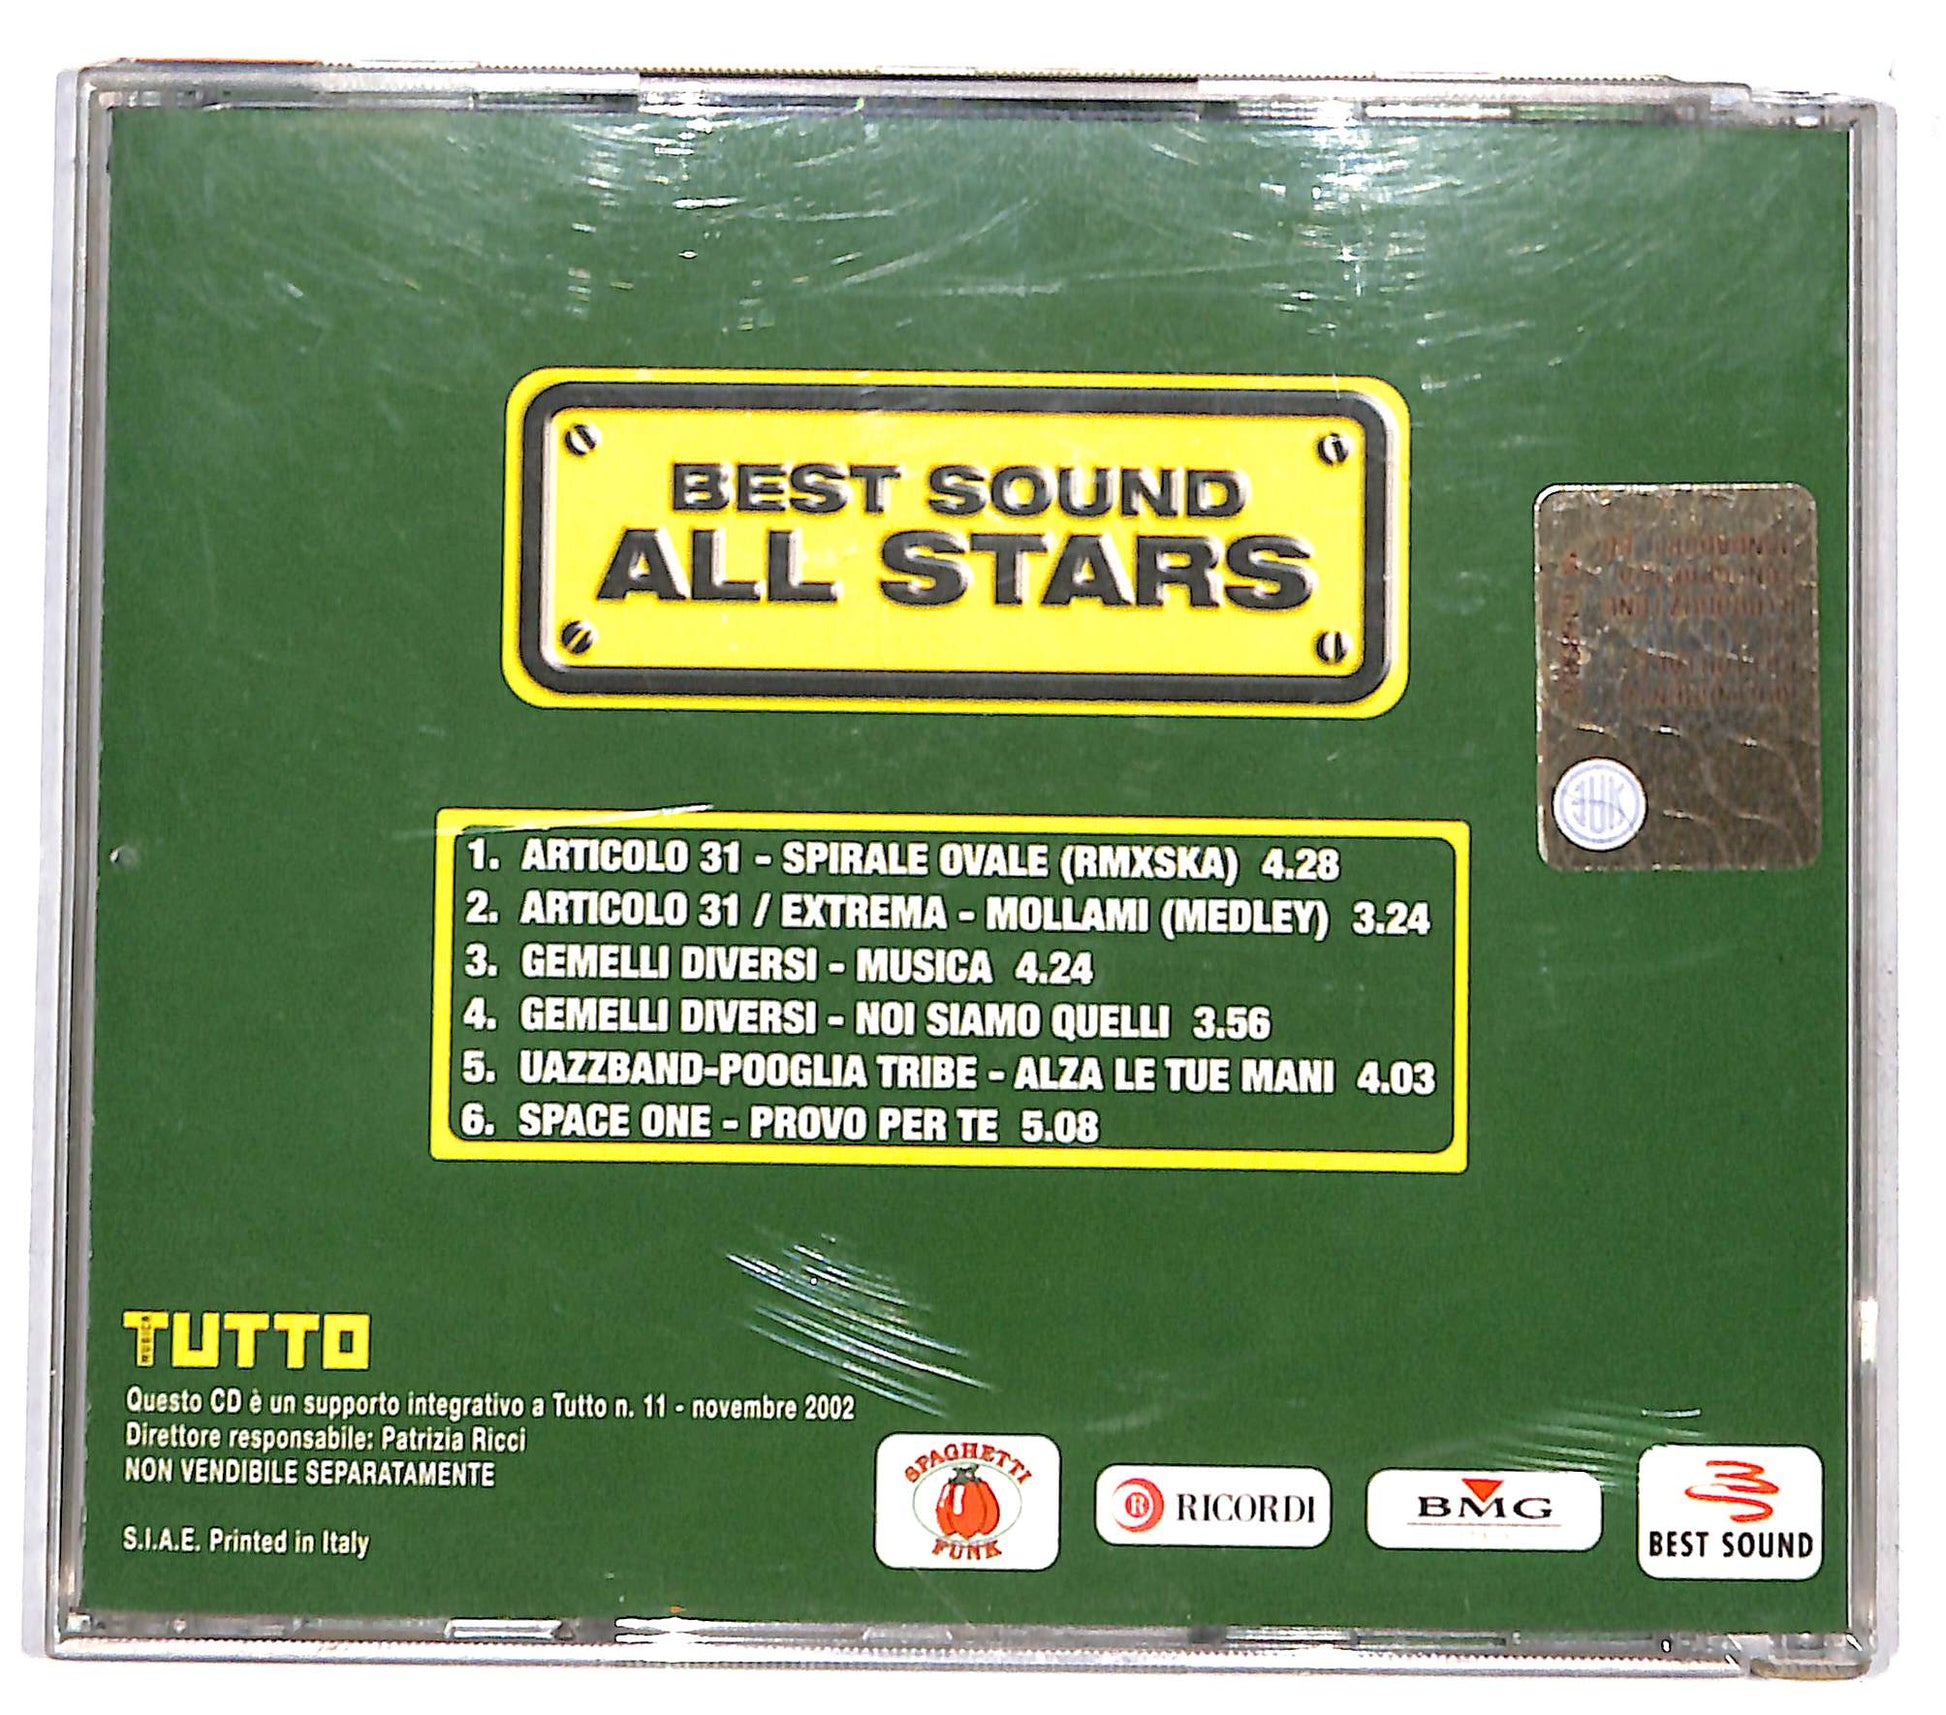 BEST SOUND
ALL STARS
1. ARTICOLO 31 - SPIRALE OVALE (RMXSKA) 4.28
2. ARTICOLO 31 / EXTREMA - MOLLAMI (MEDLEY) 3.24
3. GEMELLI DIVERSI - MUSICA 4.24
4. GEMELLI DIVERSI - NOI SIAMO QUELLI 3.56
5. UAZZBAND-POOGLIA TRIBE - ALZA LE TUE MANI 4.03
6. SPACE ONE - PROVO PER TE 5.08
TUTTO
MUSICA
Questo CD è un supporto integrativo a Tutto n. 11 - novembre 2002
Direttore responsabile: Patrizia Ricci
NON VENDIBILE SEPARATAMENTE
S.I.A.E. Printed in Italy
SPAGHETTI
FUNK
R RICORDI
BMG
BEST SOUND